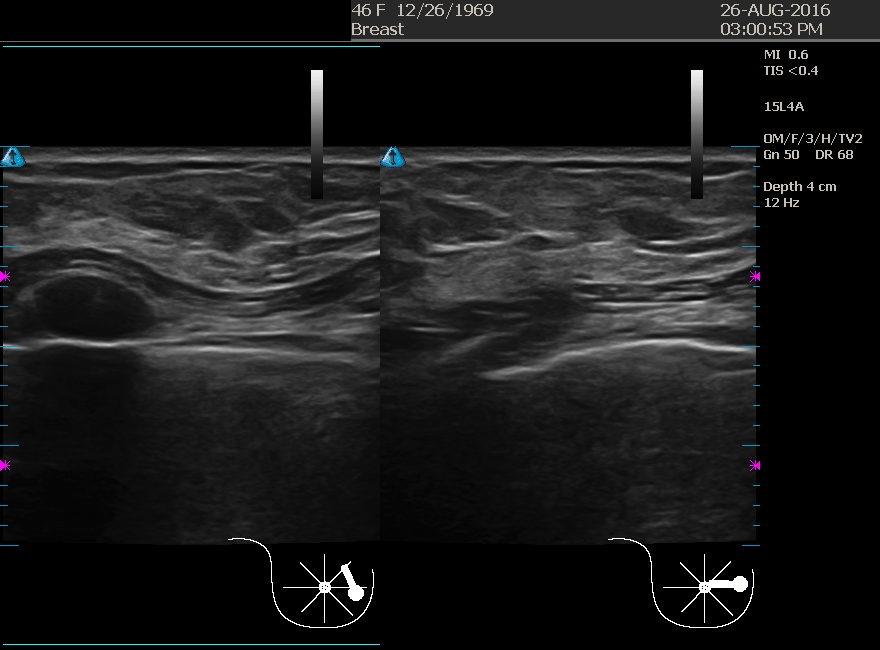 46 F 12/26/1969
26-AUG-2016
Breast
03:00:53 PM
MI 0.6
TIS <0.4
15L4A
OM/F/3/H/TV2
Gn 50 DR 68
Depth 4 cm
12 Hz